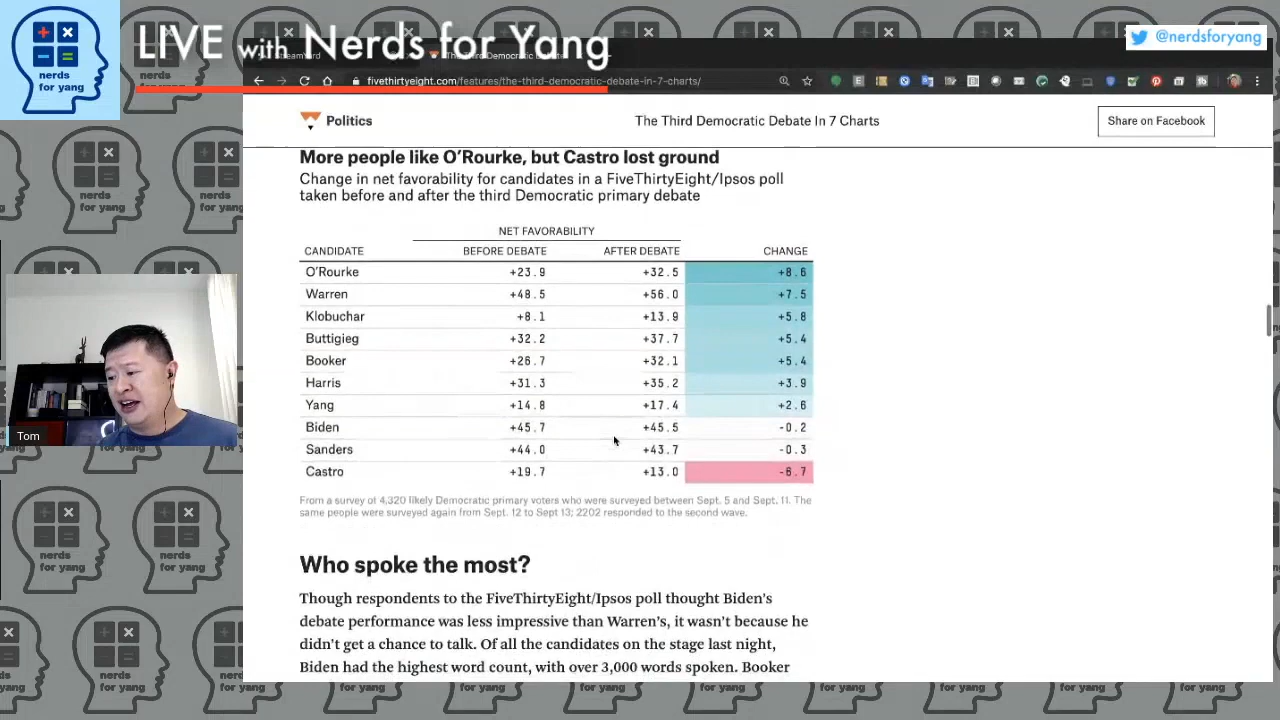 LIVE with Nerds for Yang
@nerdsforyang
nerds
for yang
fivethirtyeight.com/features/the-third-democratic-debate-in-7-charts/
Politics
The Third Democratic Debate In 7 Charts
Share on Facebook
More people like O'Rourke, but Castro lost ground
Change in net favorability for candidates in a FiveThirtyEight/Ipsos poll
taken before and after the third Democratic primary debate
NET FAVORABILITY
CANDIDATE BEFORE DEBATE AFTER DEBATE CHANGE
O'Rourke +23.9 +32.5 +8.6
Warren +48.5 +56.0 +7.5
Klobuchar +8.1 +13.9 +5.8
Buttigieg +32.2 +37.7 +5.4
Booker +26.7 +32.1 +5.4
Harris +31.3 +35.2 +3.9
Yang +14.8 +17.4 +2.6
Biden +45.7 +45.5 -0.2
Sanders +44.0 +43.7 -0.3
Castro +19.7 +13.0 -6.7
From a survey of 4,320 likely Democratic primary voters who were surveyed between Sept. 5 and Sept. 11. The
same people were surveyed again from Sept. 12 to Sept 13; 2202 responded to the second wave.
Tom
Who spoke the most?
Though respondents to the FiveThirtyEight/Ipsos poll thought Biden's
debate performance was less impressive than Warren's, it wasn't because he
didn't get a chance to talk. Of all the candidates on the stage last night,
Biden had the highest word count, with over 3,000 words spoken. Booker